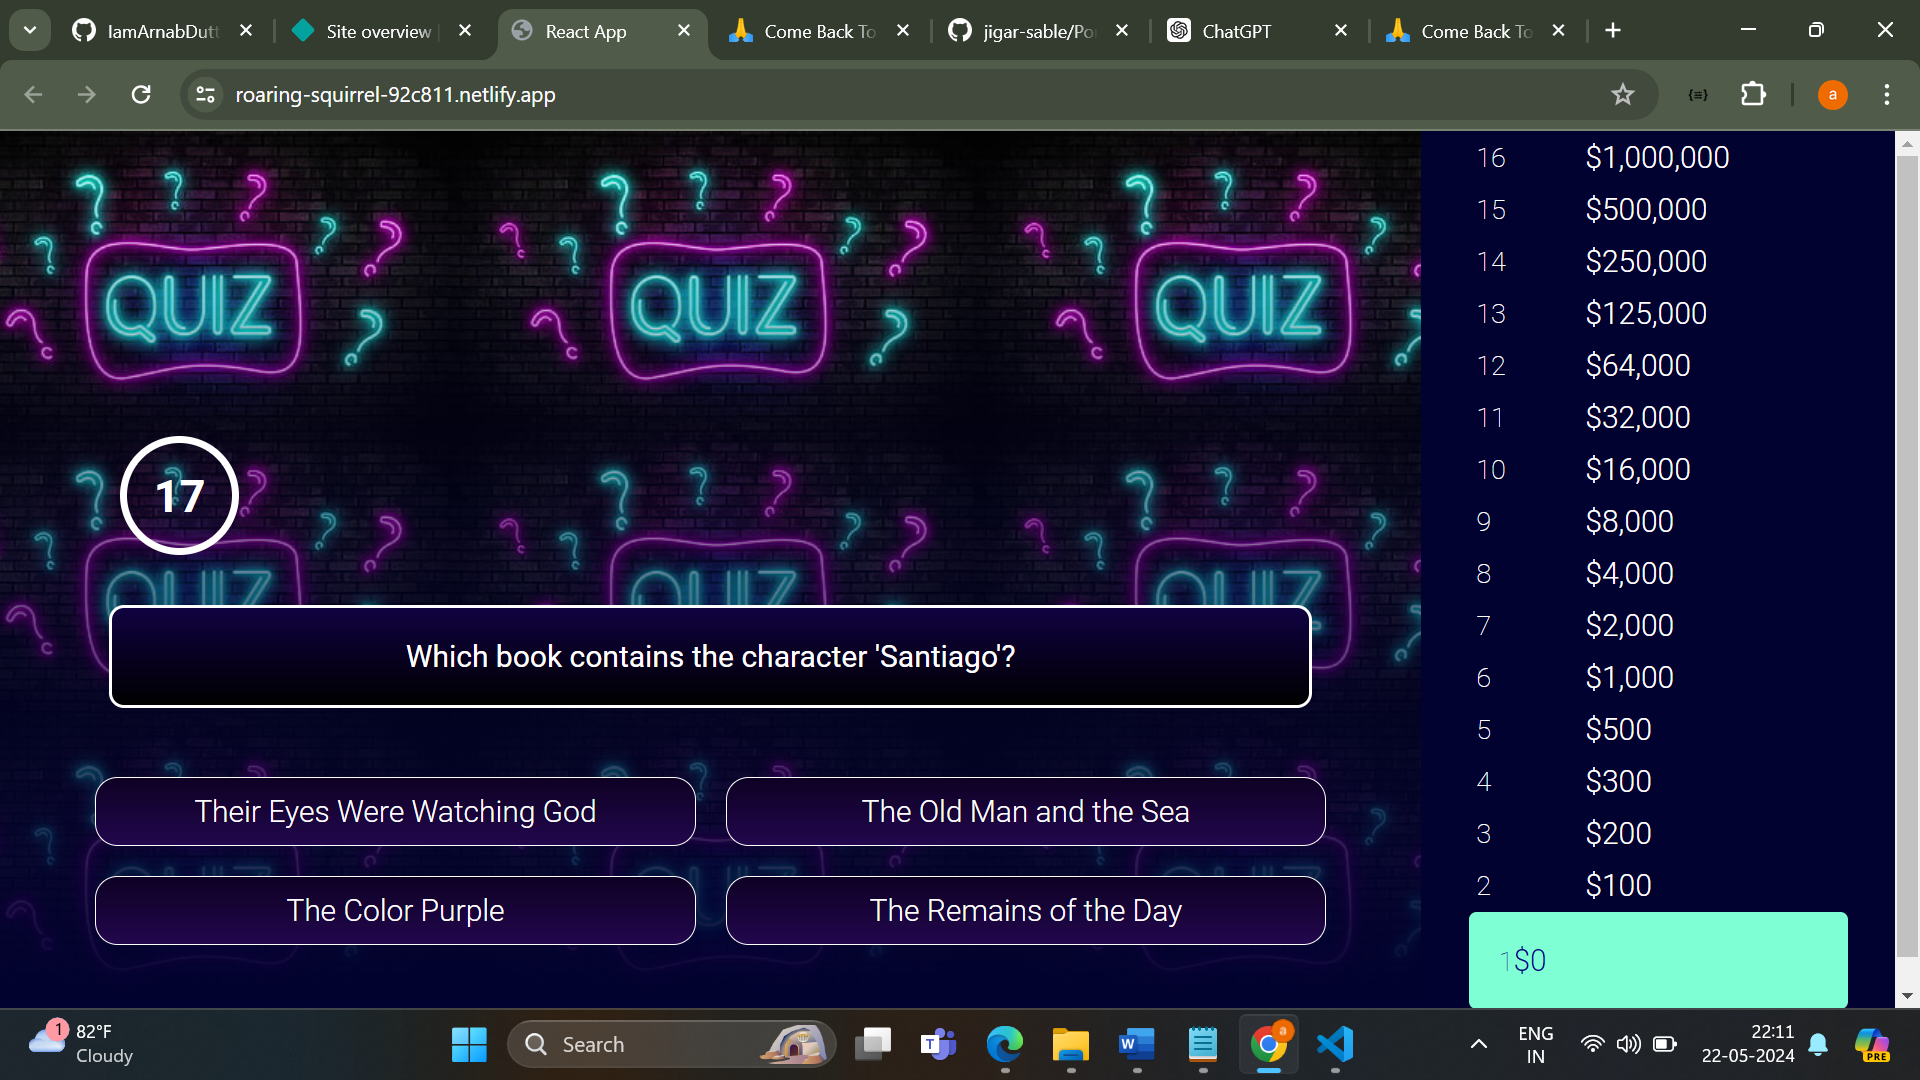 IamArnabDutt
Site overview
React App
Come Back To
jigar-sable/Por
ChatGPT
Come Back To
roaring-squirrel-92c811.netlify.app
a
QUIZ QUIZ QUIZ
17
QUIZ QUIZ QUIZ
Which book contains the character 'Santiago'?
Their Eyes Were Watching God
The Old Man and the Sea
The Color Purple
The Remains of the Day
16 $1,000,000
15 $500,000
14 $250,000
13 $125,000
12 $64,000
11 $32,000
10 $16,000
9 $8,000
8 $4,000
7 $2,000
6 $1,000
5 $500
4 $300
3 $200
2 $100
1$0
1
82°F
Cloudy
Search
ENG
IN
22:11
22-05-2024
PRE